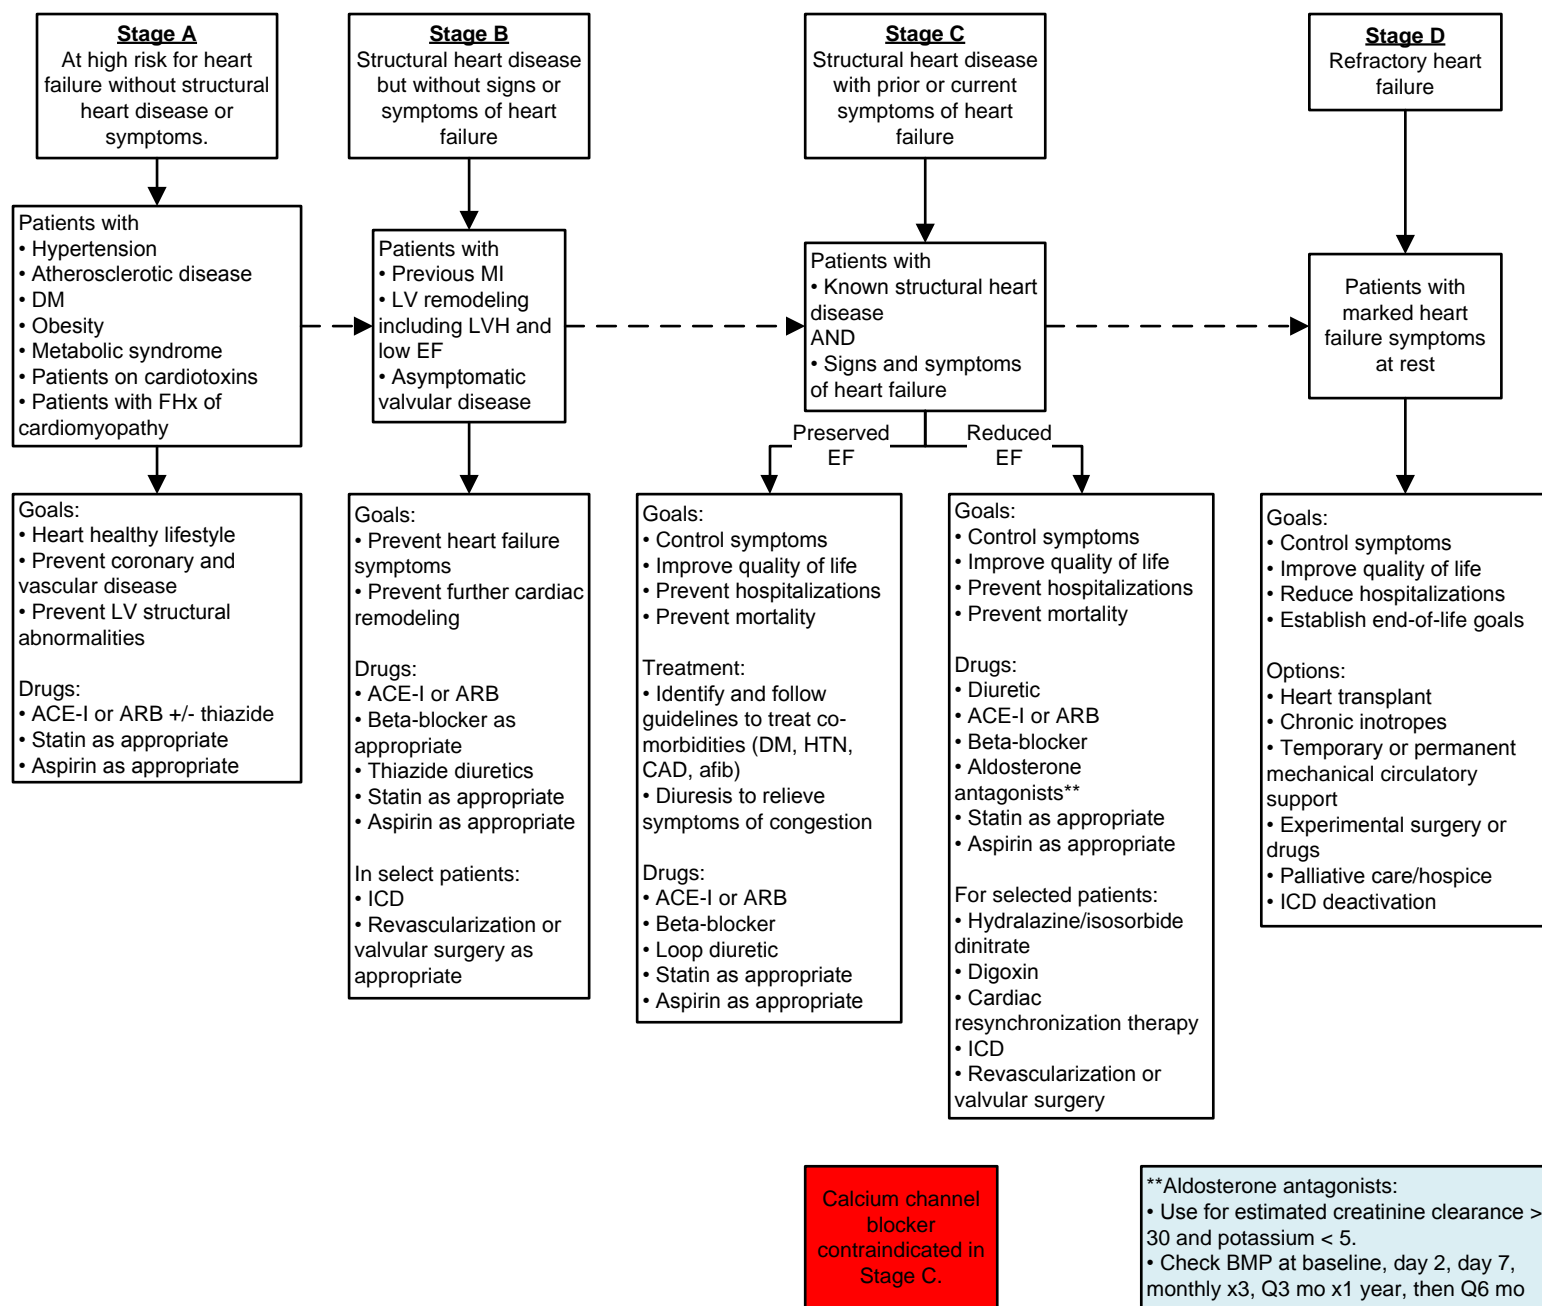 Stage A
At high risk for heart
failure without structural
heart disease or
symptoms.
Stage B
Structural heart disease
but without signs or
symptoms of heart
failure
Stage C
Structural heart disease
with prior or current
symptoms of heart
failure
Stage D
Refractory heart
failure
Patients with
• Hypertension
• Atherosclerotic disease
• DM
• Obesity
• Metabolic syndrome
• Patients on cardiotoxins
• Patients with FHx of
cardiomyopathy
Patients with
• Previous MI
• LV remodeling
including LVH and
low EF
• Asymptomatic
valvular disease
Patients with
• Known structural heart
disease
AND
• Signs and symptoms
of heart failure
Patients with
marked heart
failure symptoms
at rest
Preserved
EF
Reduced
EF
Goals:
• Heart healthy lifestyle
• Prevent coronary and
vascular disease
• Prevent LV structural
abnormalities
Drugs:
• ACE-I or ARB +/- thiazide
• Statin as appropriate
• Aspirin as appropriate
Goals:
• Prevent heart failure
symptoms
• Prevent further cardiac
remodeling
Drugs:
• ACE-I or ARB
• Beta-blocker as
appropriate
• Thiazide diuretics
• Statin as appropriate
• Aspirin as appropriate
In select patients:
• ICD
• Revascularization or
valvular surgery as
appropriate
Goals:
• Control symptoms
• Improve quality of life
• Prevent hospitalizations
• Prevent mortality
Treatment:
• Identify and follow
guidelines to treat co-
morbidities (DM, HTN,
CAD, afib)
• Diuresis to relieve
symptoms of congestion
Drugs:
• ACE-I or ARB
• Beta-blocker
• Loop diuretic
• Statin as appropriate
• Aspirin as appropriate
Goals:
• Control symptoms
• Improve quality of life
• Prevent hospitalizations
• Prevent mortality
Drugs:
• Diuretic
• ACE-I or ARB
• Beta-blocker
• Aldosterone
antagonists**
• Statin as appropriate
• Aspirin as appropriate
For selected patients:
• Hydralazine/isosorbide
dinitrate
• Digoxin
• Cardiac
resynchronization therapy
• ICD
• Revascularization or
valvular surgery
Goals:
• Control symptoms
• Improve quality of life
• Reduce hospitalizations
• Establish end-of-life goals
Options:
• Heart transplant
• Chronic inotropes
• Temporary or permanent
mechanical circulatory
support
• Experimental surgery or
drugs
• Palliative care/hospice
• ICD deactivation
Calcium channel
blocker
contraindicated in
Stage C.
**Aldosterone antagonists:
• Use for estimated creatinine clearance >
30 and potassium < 5.
• Check BMP at baseline, day 2, day 7,
monthly x3, Q3 mo x1 year, then Q6 mo